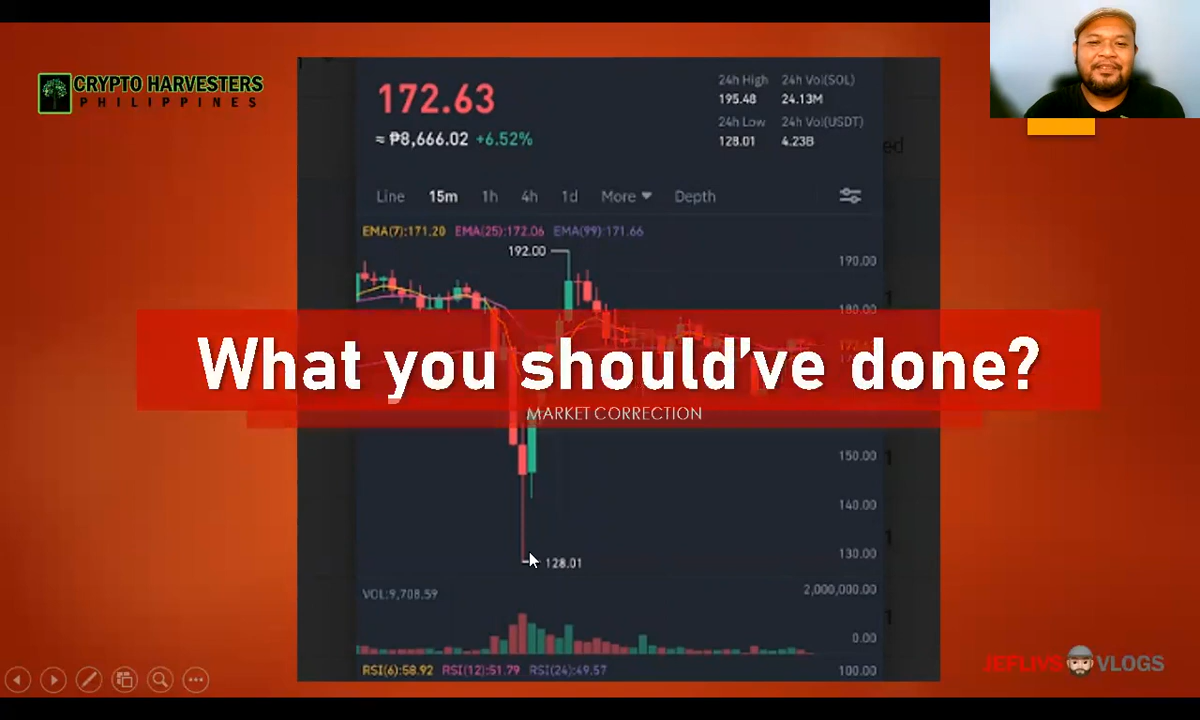 CRYPTO HARVESTERS
PHILIPPINES
172.63
≈ ₱8,666.02 +6.52%
24h High 24h Vol(SOL)
195.48 24.13M
24h Low 24h Vol(USDT)
128.01 4.23B
ed
Line 15m 1h 4h 1d More Depth
EMA(7):171.20 EMA(25):172.06 EMA(99):171.66
192.00
190.00
180.00
What you should've done?
MARKET CORRECTION
150.00
140.00
130.00
128.01
VOL:9,708.59
2,000,000.00
0.00
RSI(6):58.92 RSI(12):51.79 RSI(24):49.57
100.00
JEFLIVS VLOGS